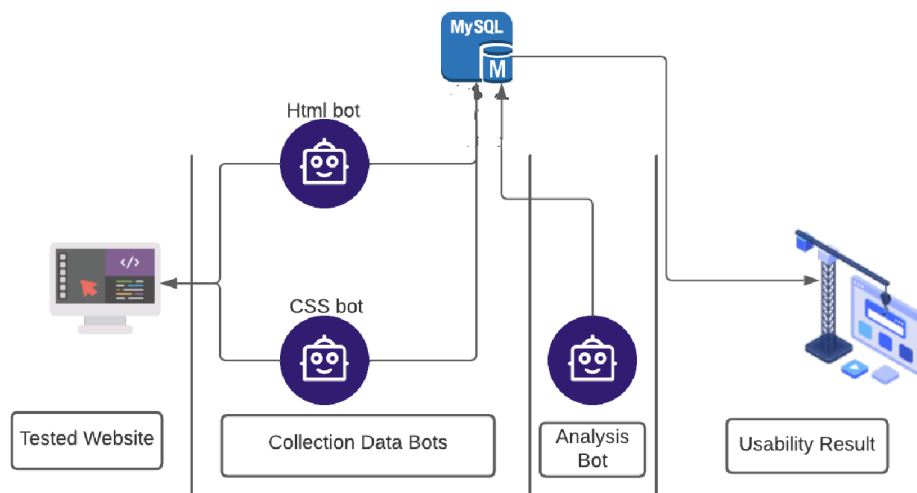 MySQL
M
Html bot
</>
CSS bot
Tested Website
Collection Data Bots
Analysis
Bot
Usability Result